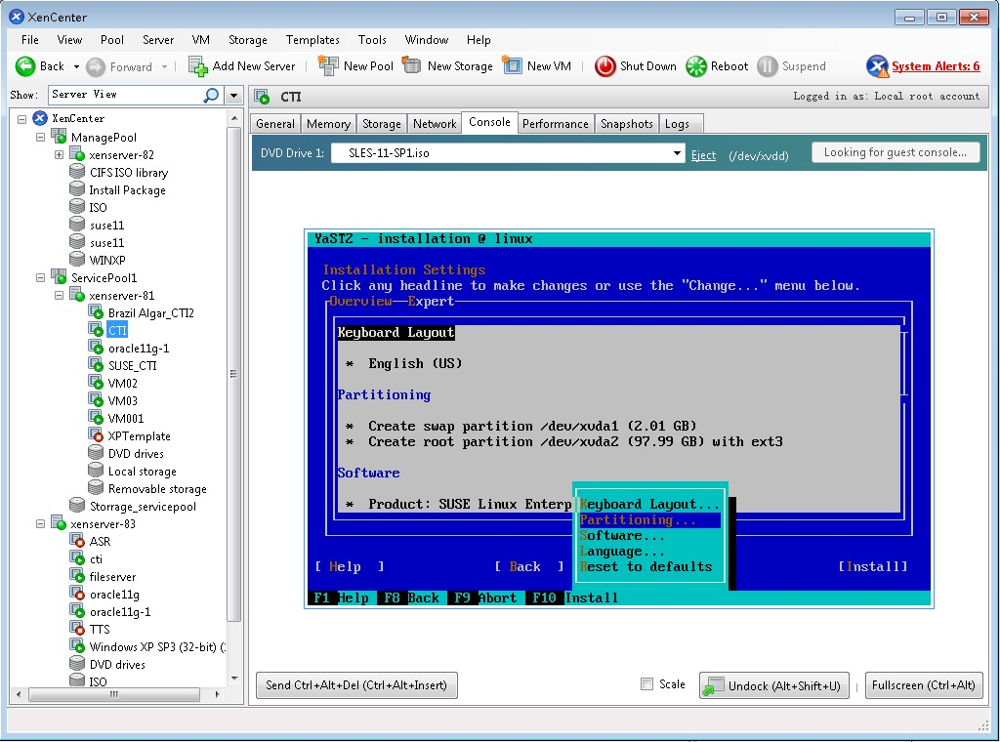 XenCenter
File View Pool Server VM Storage Templates Tools Window Help
Back Forward Add New Server New Pool New Storage New VM Shut Down Reboot Suspend System Alerts: 6
Show: Server View
CTI Logged in as: Local root account
General Memory Storage Network Console Performance Snapshots Logs
DVD Drive 1: SLES-11-SP1.iso Eject (/dev/xvdd) Looking for guest console...
XenCenter
ManagePool
xenserver-82
CIFS ISO library
Install Package
ISO
suse11
suse11
WINXP
ServicePool1
xenserver-81
Brazil Algar_CTI2
CTI
oracle11g-1
SUSE_CTI
VM02
VM03
VM001
XPTemplate
DVD drives
Local storage
Removable storage
Storrage_servicepool
xenserver-83
ASR
cti
fileserver
oracle11g
oracle11g-1
TTS
Windows XP SP3 (32-bit) (
DVD drives
ISO
YaST2 - installation @ linux
Installation Settings
Click any headline to make changes or use the "Change..." menu below.
Overview Expert
Keyboard Layout
* English (US)
Partitioning
* Create swap partition /dev/xvda1 (2.01 GB)
* Create root partition /dev/xvda2 (97.99 GB) with ext3
Software
* Product: SUSE Linux Enterp
Keyboard Layout...
Partitioning...
Software...
Language...
Reset to defaults
[ Help ] [ Back ] [Install]
F1 Help F8 Back F9 Abort F10 Install
Send Ctrl+Alt+Del (Ctrl+Alt+Insert) Scale Undock (Alt+Shift+U) Fullscreen (Ctrl+Alt)